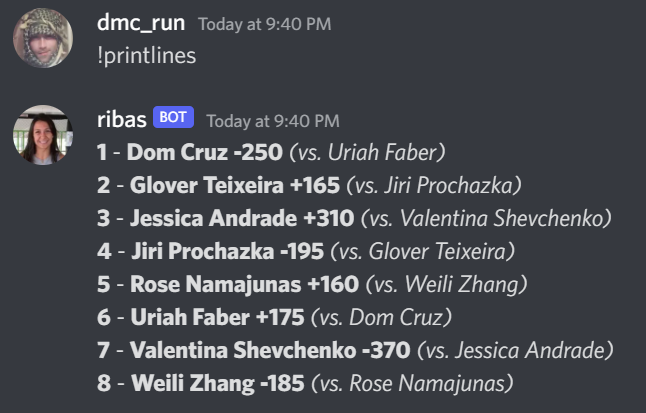 dmc_run Today at 9:40 PM
!printlines
ribas BOT Today at 9:40 PM
1 - Dom Cruz -250 (vs. Uriah Faber)
2 - Glover Teixeira +165 (vs. Jiri Prochazka)
3 - Jessica Andrade +310 (vs. Valentina Shevchenko)
4 - Jiri Prochazka -195 (vs. Glover Teixeira)
5 - Rose Namajunas +160 (vs. Weili Zhang)
6 - Uriah Faber +175 (vs. Dom Cruz)
7 - Valentina Shevchenko -370 (vs. Jessica Andrade)
8 - Weili Zhang -185 (vs. Rose Namajunas)